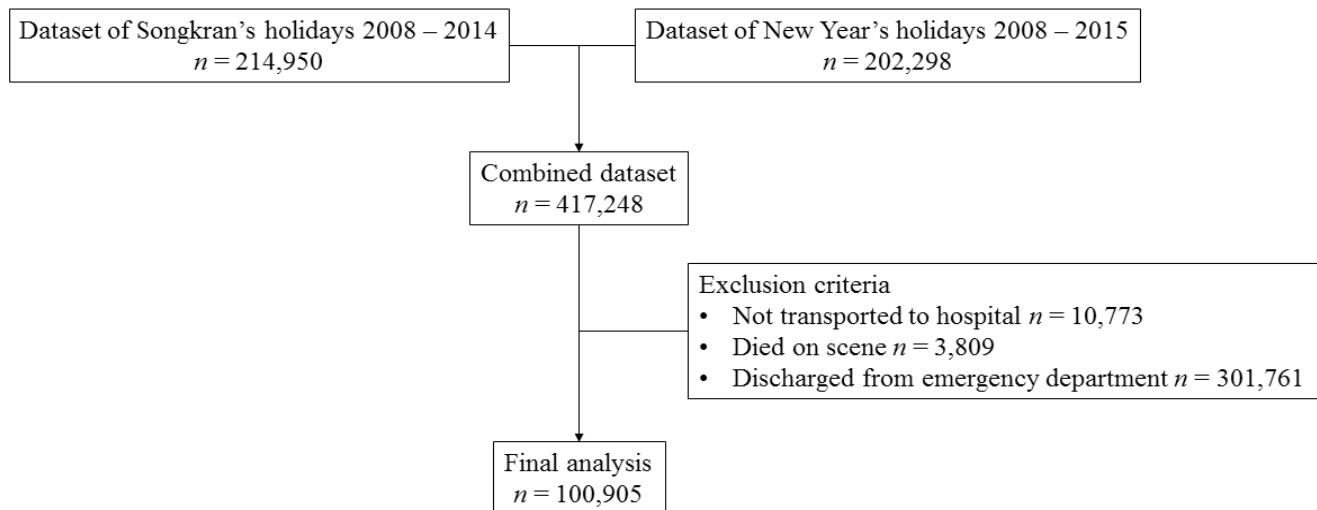 Dataset of Songkran’s holidays 2008 – 2014
n = 214,950
Dataset of New Year’s holidays 2008 – 2015
n = 202,298
Combined dataset
n = 417,248
Exclusion criteria
• Not transported to hospital n = 10,773
• Died on scene n = 3,809
• Discharged from emergency department n = 301,761
Final analysis
n = 100,905